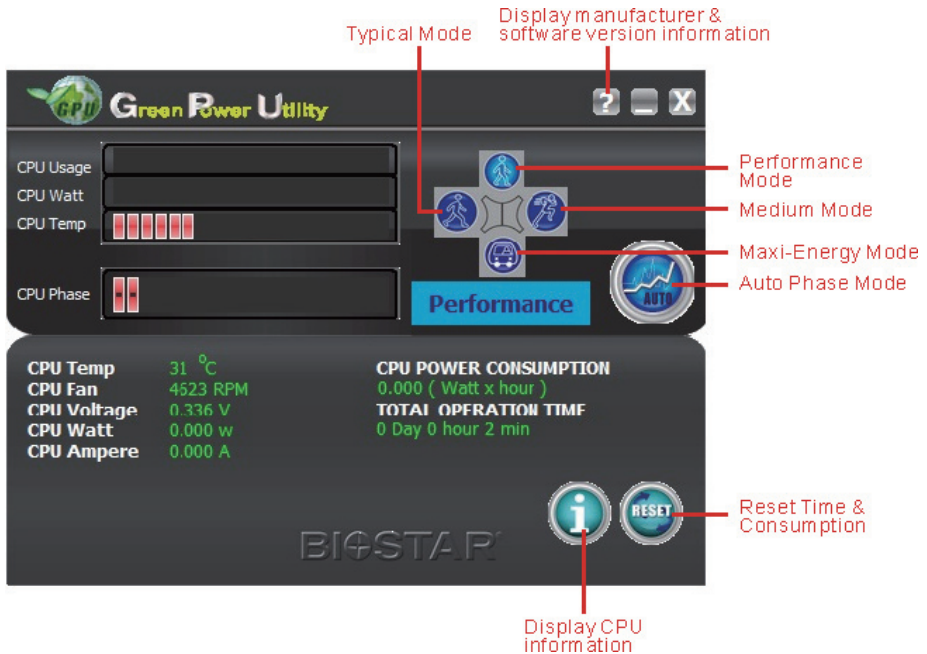 Display manufacturer &
software version information
Typical Mode
GPU
Green Power Utility
?
X
CPU Usage
CPU Watt
CPU Temp
CPU Phase
Performance
AUTO
Performance
Mode
Medium Mode
Maxi-Energy Mode
Auto Phase Mode
CPU Temp 31 °C
CPU Fan 4623 RPM
CPU Voltage 0.336 V
CPU Watt 0.000 w
CPU Ampere 0.000 A
CPU POWER CONSUMPTION
0.000 ( Watt x hour )
TOTAL OPERATION TIME
0 Day 0 hour 2 min
i
RESET
Reset Time &
Consumption
BIOSTAR
Display CPU
information